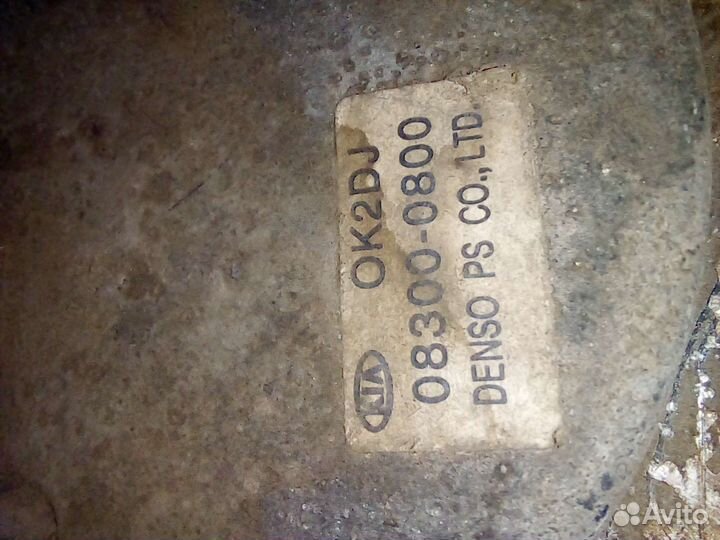 KIA OK2DJ
08300-0800
DENSO PS CO., LTD.
Avito